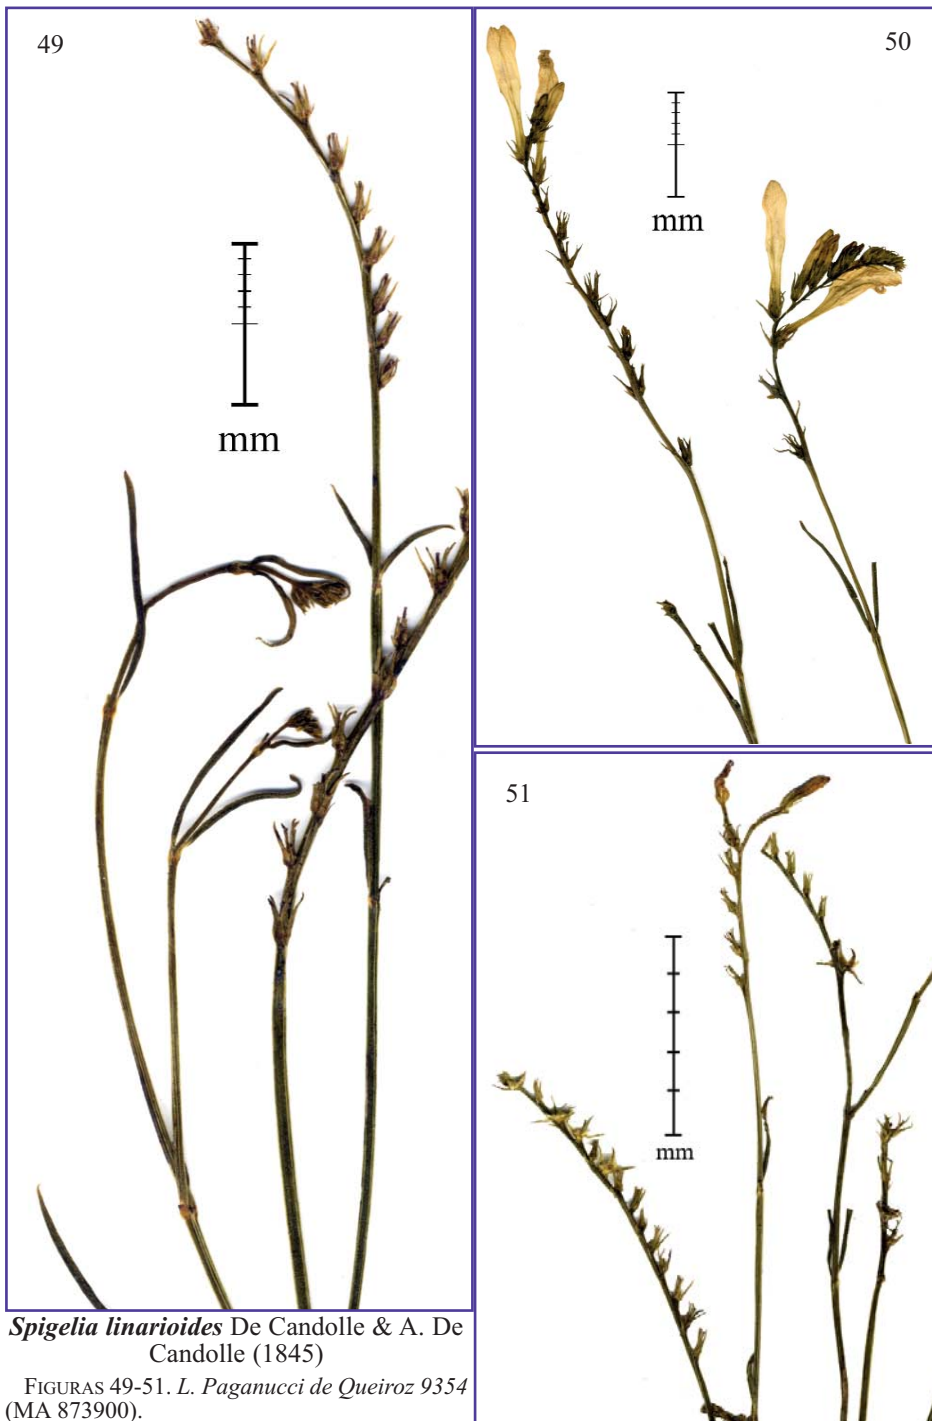 49
mm
50
mm
51
mm
Spigelia linarioides De Candolle & A. De
Candolle (1845)
FIGURAS 49-51. L. Paganucci de Queiroz 9354
(MA 873900).